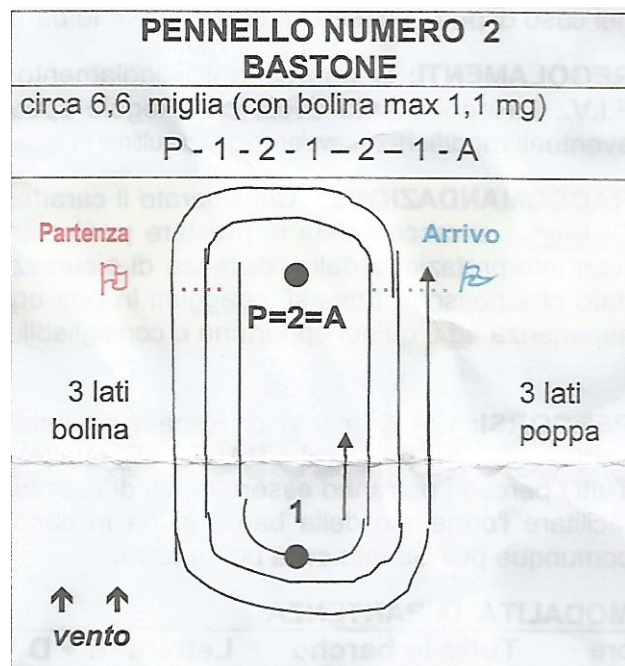 PENNELLO NUMERO 2
BASTONE
circa 6,6 miglia (con bolina max 1,1 mg)
P - 1 - 2 - 1 – 2 – 1 - A
Partenza
Arrivo
P=2=A
3 lati
bolina
3 lati
poppa
1
vento